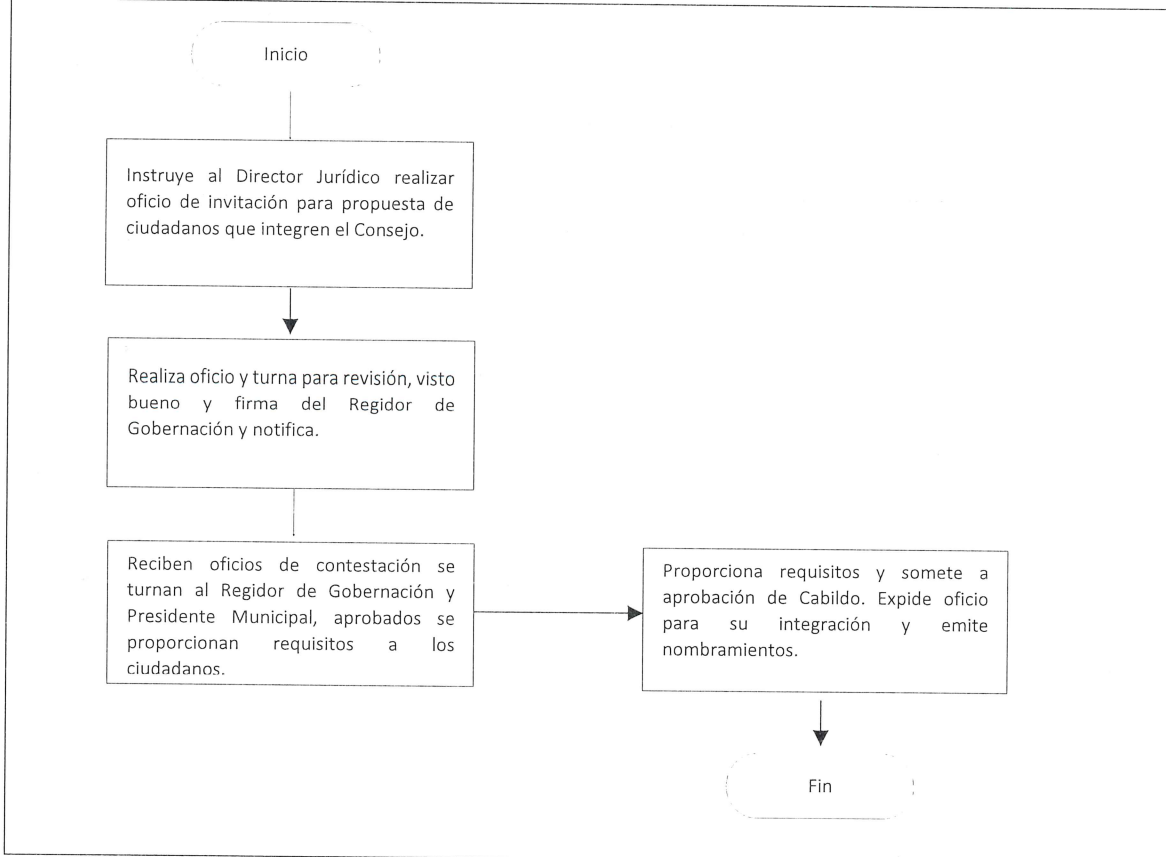 Inicio
Instruye al Director Jurídico realizar
oficio de invitación para propuesta de
ciudadanos que integren el Consejo.
Realiza oficio y turna para revisión, visto
bueno y firma del Regidor de
Gobernación y notifica.
Reciben oficios de contestación se
turnan al Regidor de Gobernación y
Presidente Municipal, aprobados se
proporcionan requisitos a los
ciudadanos.
Proporciona requisitos y somete a
aprobación de Cabildo. Expide oficio
para su integración y emite
nombramientos.
Fin